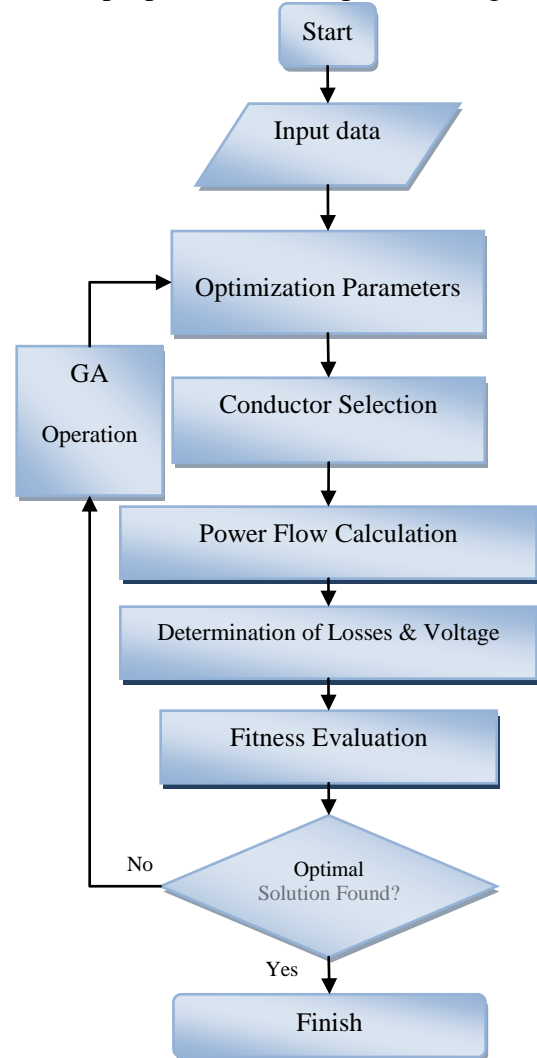 Start
Input data
Optimization Parameters
GA
Operation
Conductor Selection
Power Flow Calculation
Determination of Losses & Voltage
Fitness Evaluation
No
Optimal
Solution Found?
Yes
Finish